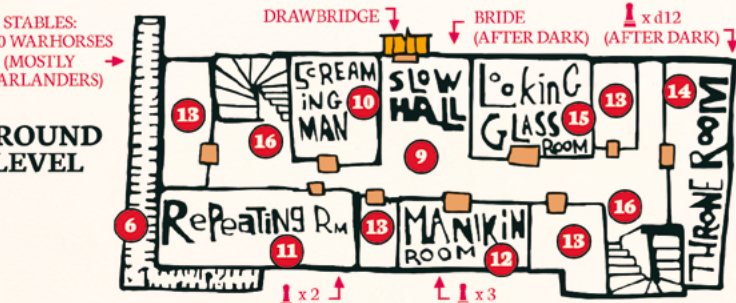 STABLES:
0 WARHORSES
(MOSTLY
ARLANDERS)
DRAWBRIDGE
BRIDE
(AFTER DARK)
x d12
(AFTER DARK)
ROUND
LEVEL
13
16
SCREAM
ING
MAN
10
SLOW
HALL
9
LOOKING
GLASS
ROOM
15
13
14
THRONE ROOM
6
REPEATING RM
11
13
MANIKIN
ROOM
12
13
16
x 2
x 3